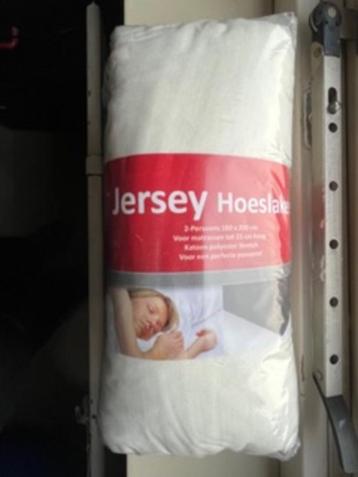 Jersey Hoeslaken
2-Persoons 160 x 200 cm
Voor matrassen tot 25 cm hoog
Katoen polyester Stretch
Voor een perfecte pasvorm!